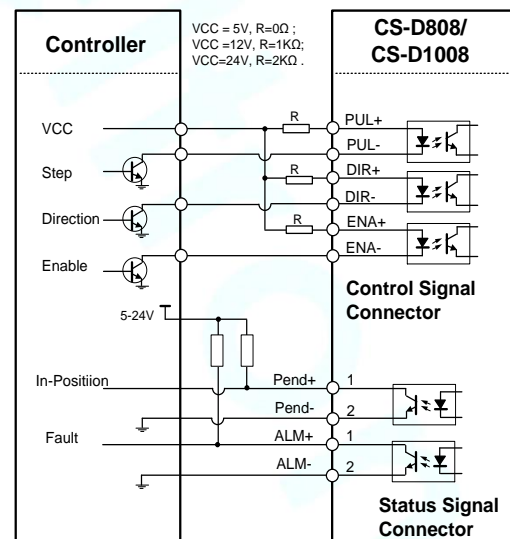 Controller
VCC = 5V, R=0Ω ;
VCC =12V, R=1KΩ;
VCC=24V, R=2KΩ .
CS-D808/
CS-D1008
VCC
R
PUL+
PUL-
Step
R
DIR+
Direction
DIR-
R
ENA+
Enable
ENA-
Control Signal
Connector
5-24V
In-Positiion
Pend+
1
Pend-
2
Fault
ALM+
1
ALM-
2
Status Signal
Connector